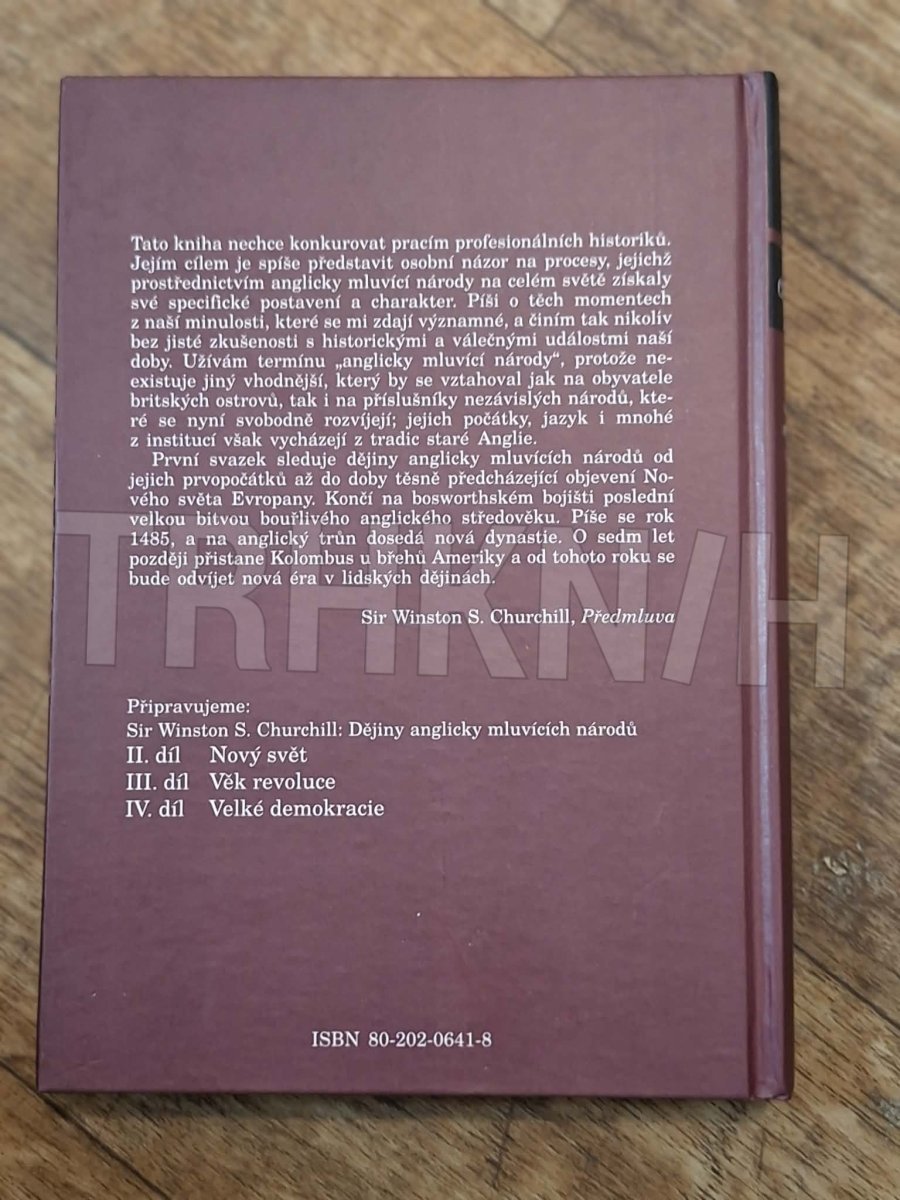 Tato kniha nechce konkurovat pracím profesionálních historiků.
Jejím cílem je spíše představit osobní názor na procesy, jejichž
prostřednictvím anglicky mluvící národy na celém světě získaly
své specifické postavení a charakter. Píši o těch momentech
z naší minulosti, které se mi zdají významné, a činím tak nikoliv
bez jisté zkušenosti s historickými a válečnými událostmi naší
doby. Užívám termínu „anglicky mluvící národy“, protože ne-
existuje jiný vhodnější, který by se vztahoval jak na obyvatele
britských ostrovů, tak i na příslušníky nezávislých národů, kte-
ré se nyní svobodně rozvíjejí; jejich počátky, jazyk i mnohé
z institucí však vycházejí z tradic staré Anglie.
První svazek sleduje dějiny anglicky mluvících národů od
jejich prvopočátků až do doby těsně předcházející objevení No-
vého světa Evropany. Končí na bosworthském bojišti poslední
velkou bitvou bouřlivého anglického středověku. Píše se rok
1485, a na anglický trůn dosedá nová dynastie. O sedm let
později přistane Kolombus u břehů Ameriky a od tohoto roku se
bude odvíjet nová éra v lidských dějinách.
Sir Winston S. Churchill, Předmluva
TRHKNIH
Připravujeme:
Sir Winston S. Churchill: Dějiny anglicky mluvících národů
II. díl Nový svět
III. díl Věk revoluce
IV. díl Velké demokracie
ISBN 80-202-0641-8